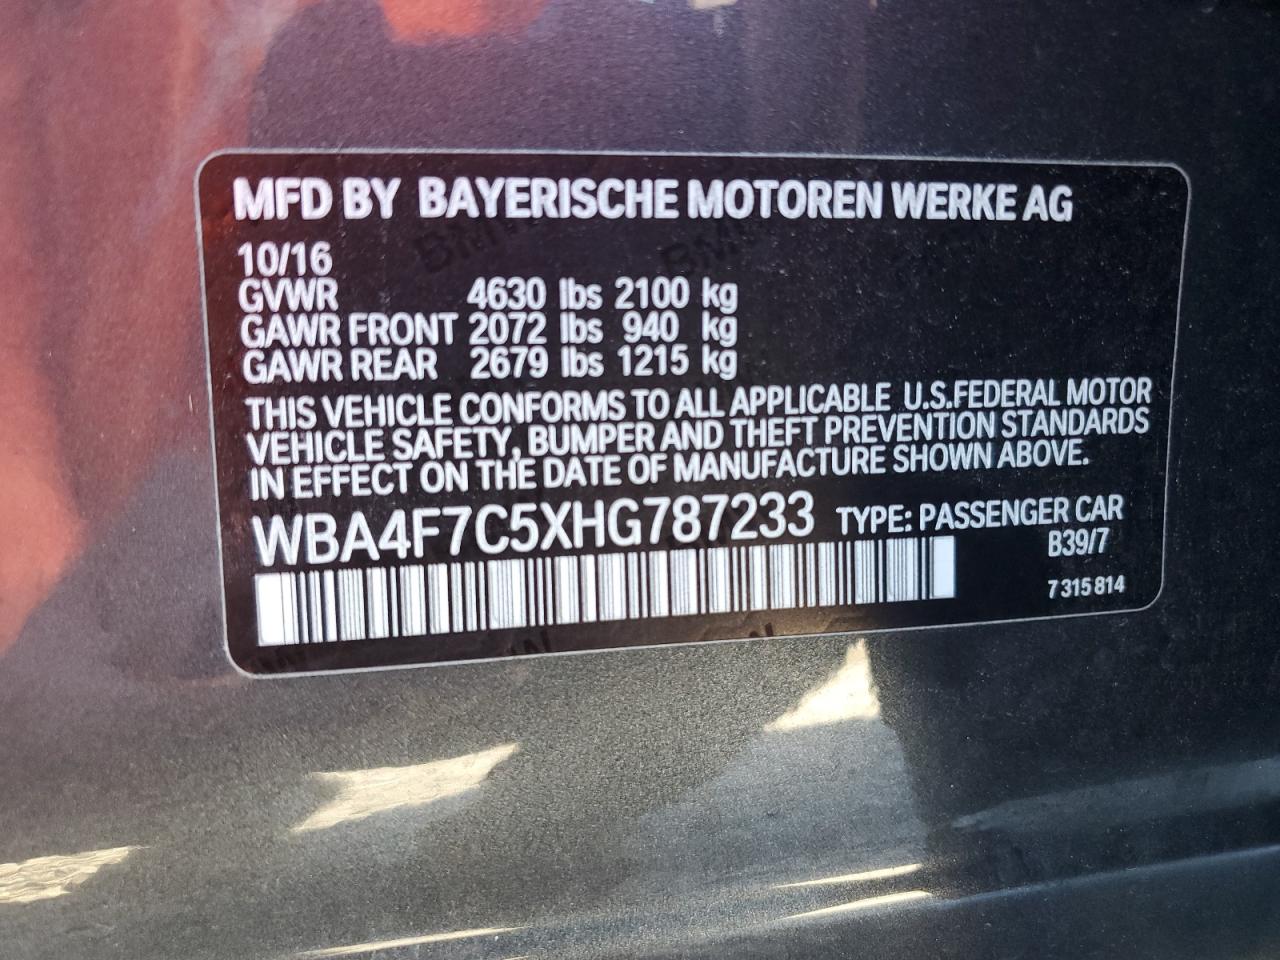 MFD BY BAYERISCHE MOTOREN WERKE AG
10/16
GVWR 4630 lbs 2100 kg
GAWR FRONT 2072 lbs 940 kg
GAWR REAR 2679 lbs 1215 kg
THIS VEHICLE CONFORMS TO ALL APPLICABLE U.S.FEDERAL MOTOR
VEHICLE SAFETY, BUMPER AND THEFT PREVENTION STANDARDS
IN EFFECT ON THE DATE OF MANUFACTURE SHOWN ABOVE.
WBA4F7C5XHG787233 TYPE: PASSENGER CAR
B39/7
7 315 814